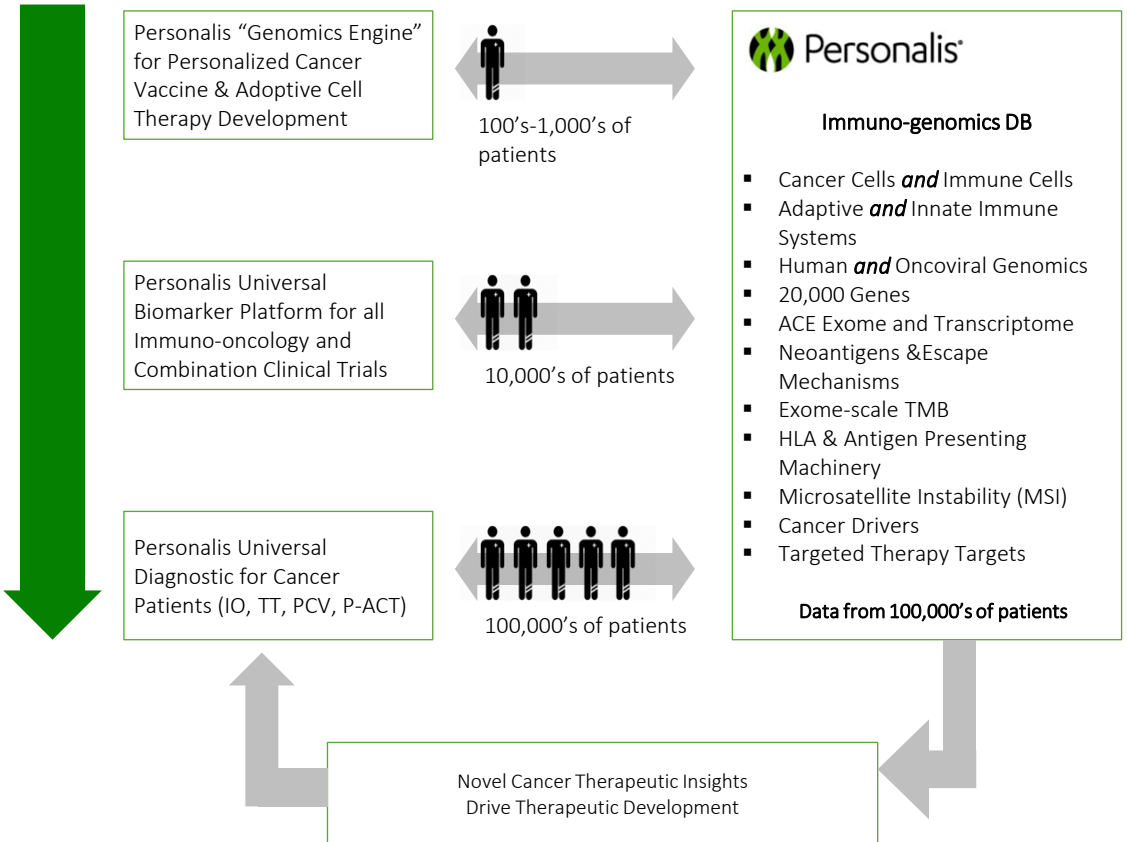 Personalis “Genomics Engine”
for Personalized Cancer
Vaccine & Adoptive Cell
Therapy Development
100’s-1,000’s of
patients
Personalis Universal
Biomarker Platform for all
Immuno-oncology and
Combination Clinical Trials
10,000’s of patients
Personalis Universal
Diagnostic for Cancer
Patients (IO, TT, PCV, P-ACT)
100,000’s of patients
Personalis®
Immuno-genomics DB
▪ Cancer Cells and Immune Cells
▪ Adaptive and Innate Immune
Systems
▪ Human and Oncoviral Genomics
▪ 20,000 Genes
▪ ACE Exome and Transcriptome
▪ Neoantigens &Escape
Mechanisms
▪ Exome-scale TMB
▪ HLA & Antigen Presenting
Machinery
▪ Microsatellite Instability (MSI)
▪ Cancer Drivers
▪ Targeted Therapy Targets
Data from 100,000’s of patients
Novel Cancer Therapeutic Insights
Drive Therapeutic Development